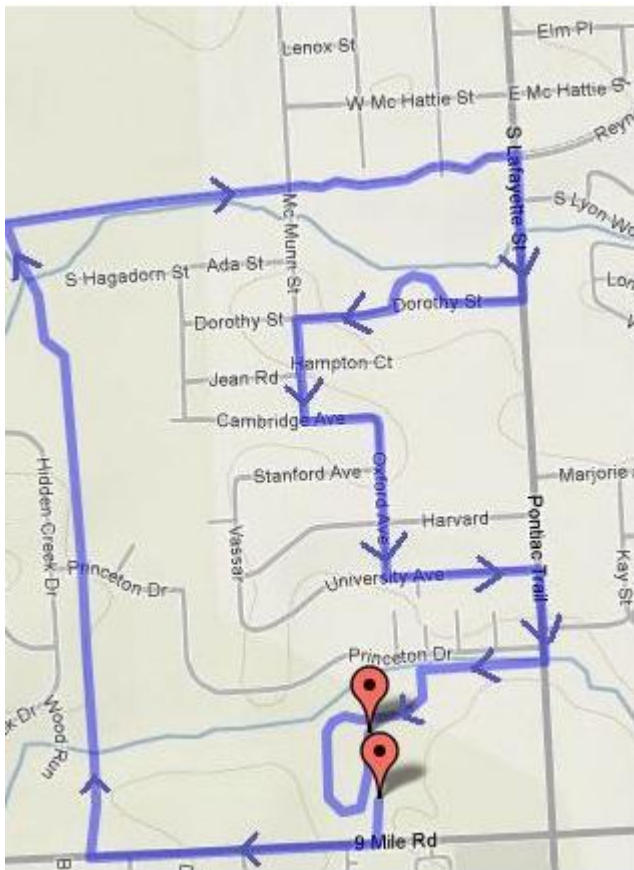 Elm Pl
Lenox St
W Mc Hattie St
E Mc Hattie S
Reyn
S Lafayette St
S Lyon Wo
Mc Munn St
Ada St
S Hagadorn St
Lon
Dorothy St
Dorothy St
W
Hampton Ct
Jean Rd
Cambridge Ave
Oxford Ave
Stanford Ave
Marjorie
Hidden Creek Dr
Vassar
Harvard
Pontiac Trail
Kay St
Princeton Dr
University Ave
Princeton Dr
ck Dr
Wood Run
9 Mile Rd
B
D